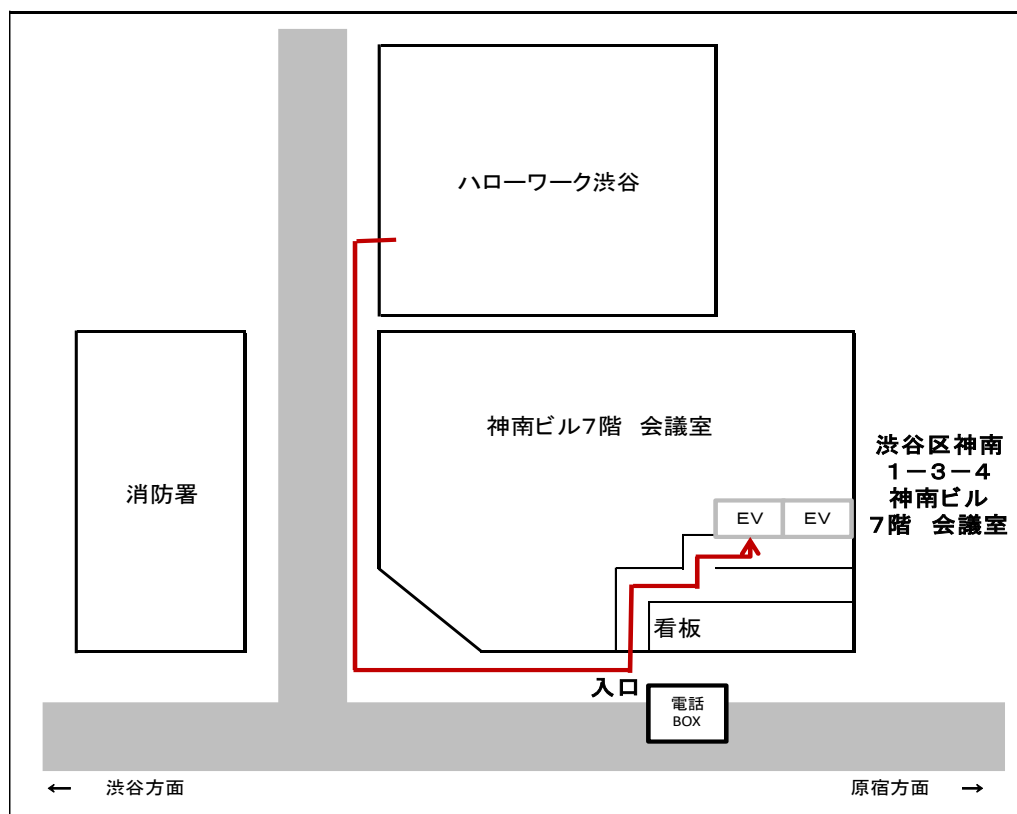 ハローワーク渋谷
神南ビル7階　会議室
渋谷区神南
1－3－4
神南ビル
7階　会議室
消防署
EV
EV
看板
入口
電話
BOX
←　渋谷方面
原宿方面　→